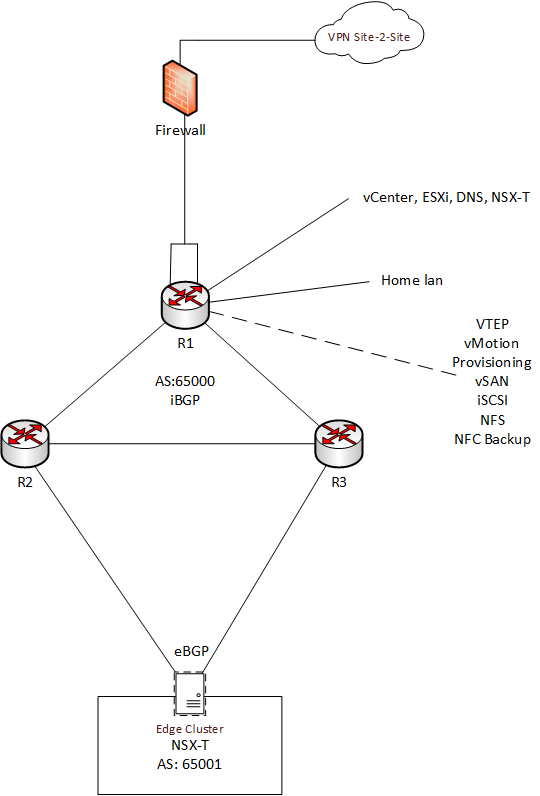 VPN Site-2-Site
Firewall
vCenter, ESXi, DNS, NSX-T
Home lan
R1
VTEP
vMotion
Provisioning
vSAN
iSCSI
NFS
NFC Backup
AS:65000
iBGP
R2
R3
eBGP
Edge Cluster
NSX-T
AS: 65001